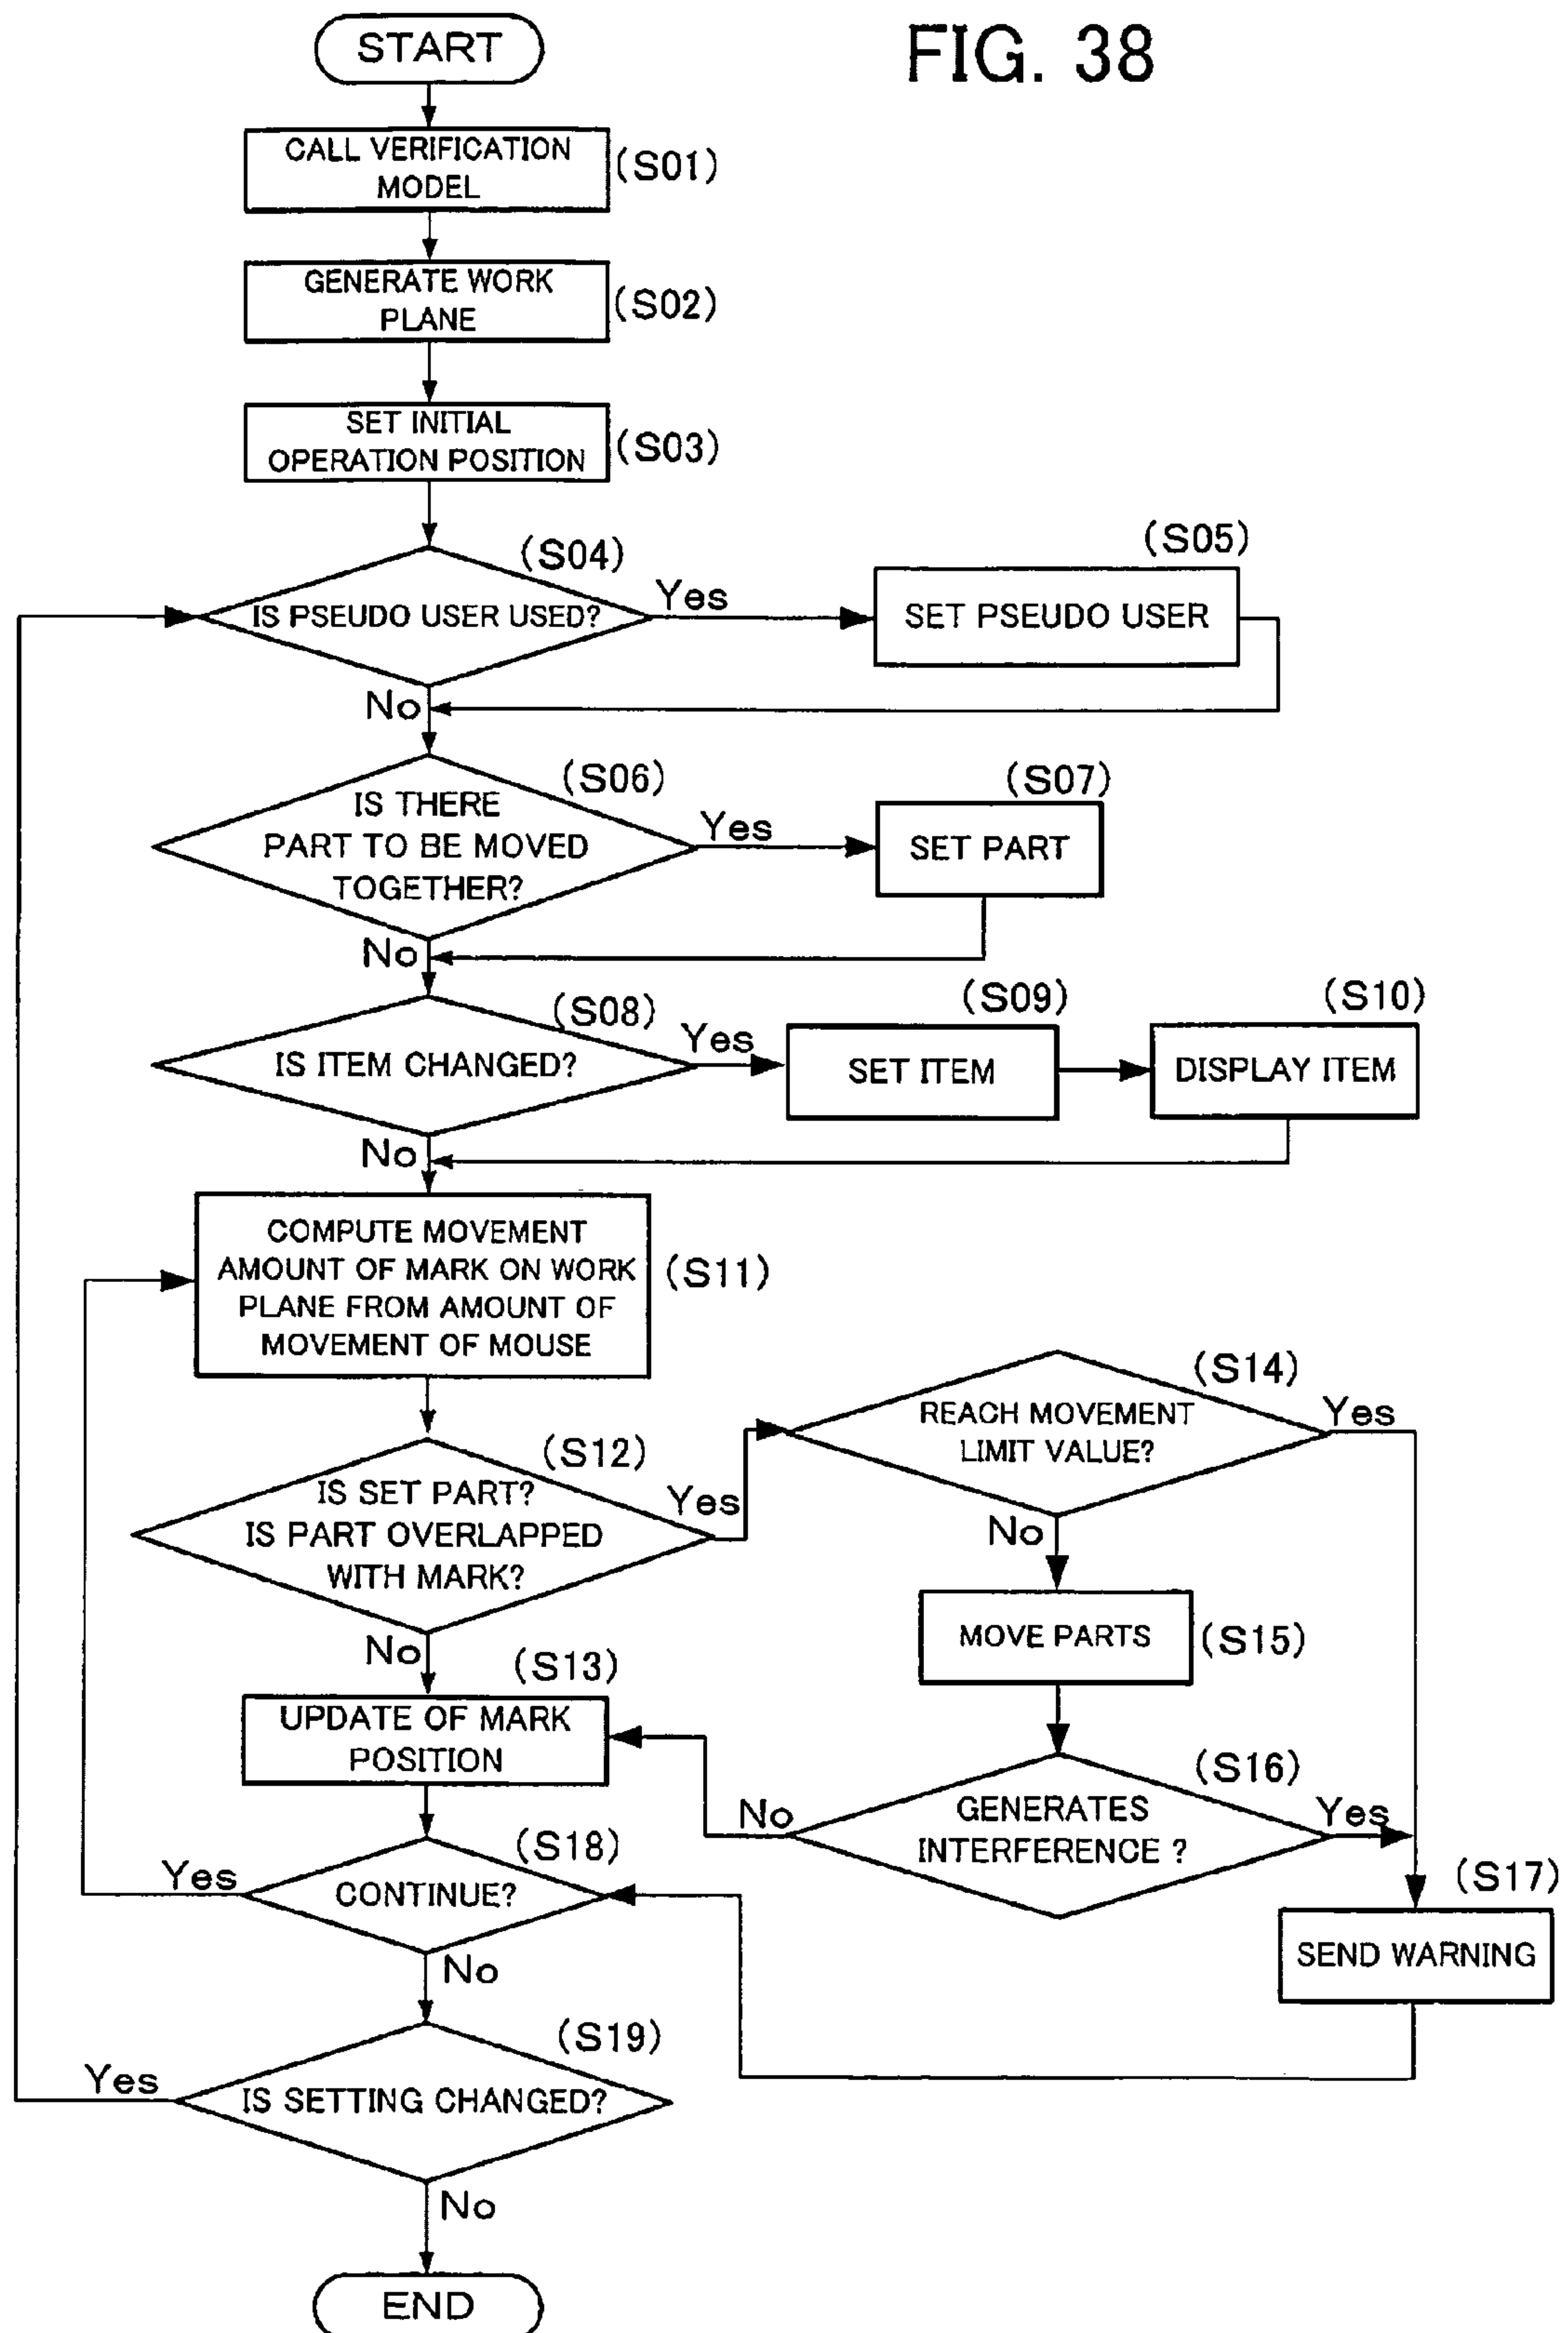 START
FIG. 38
CALL VERIFICATION
MODEL
(S01)
GENERATE WORK
PLANE
(S02)
SET INITIAL
OPERATION POSITION
(S03)
(S04)
IS PSEUDO USER USED?
Yes
(S05)
SET PSEUDO USER
No
(S06)
IS THERE
PART TO BE MOVED
TOGETHER?
Yes
(S07)
SET PART
No
(S08)
IS ITEM CHANGED?
Yes
(S09)
SET ITEM
(S10)
DISPLAY ITEM
No
COMPUTE MOVEMENT
AMOUNT OF MARK ON WORK
PLANE FROM AMOUNT OF
MOVEMENT OF MOUSE
(S11)
(S12)
IS SET PART?
IS PART OVERLAPPED
WITH MARK?
Yes
(S14)
REACH MOVEMENT
LIMIT VALUE?
Yes
No
MOVE PARTS
(S15)
No
(S13)
UPDATE OF MARK
POSITION
(S16)
GENERATES
INTERFERENCE ?
No
Yes
(S17)
SEND WARNING
(S18)
CONTINUE?
Yes
No
(S19)
IS SETTING CHANGED?
Yes
No
END